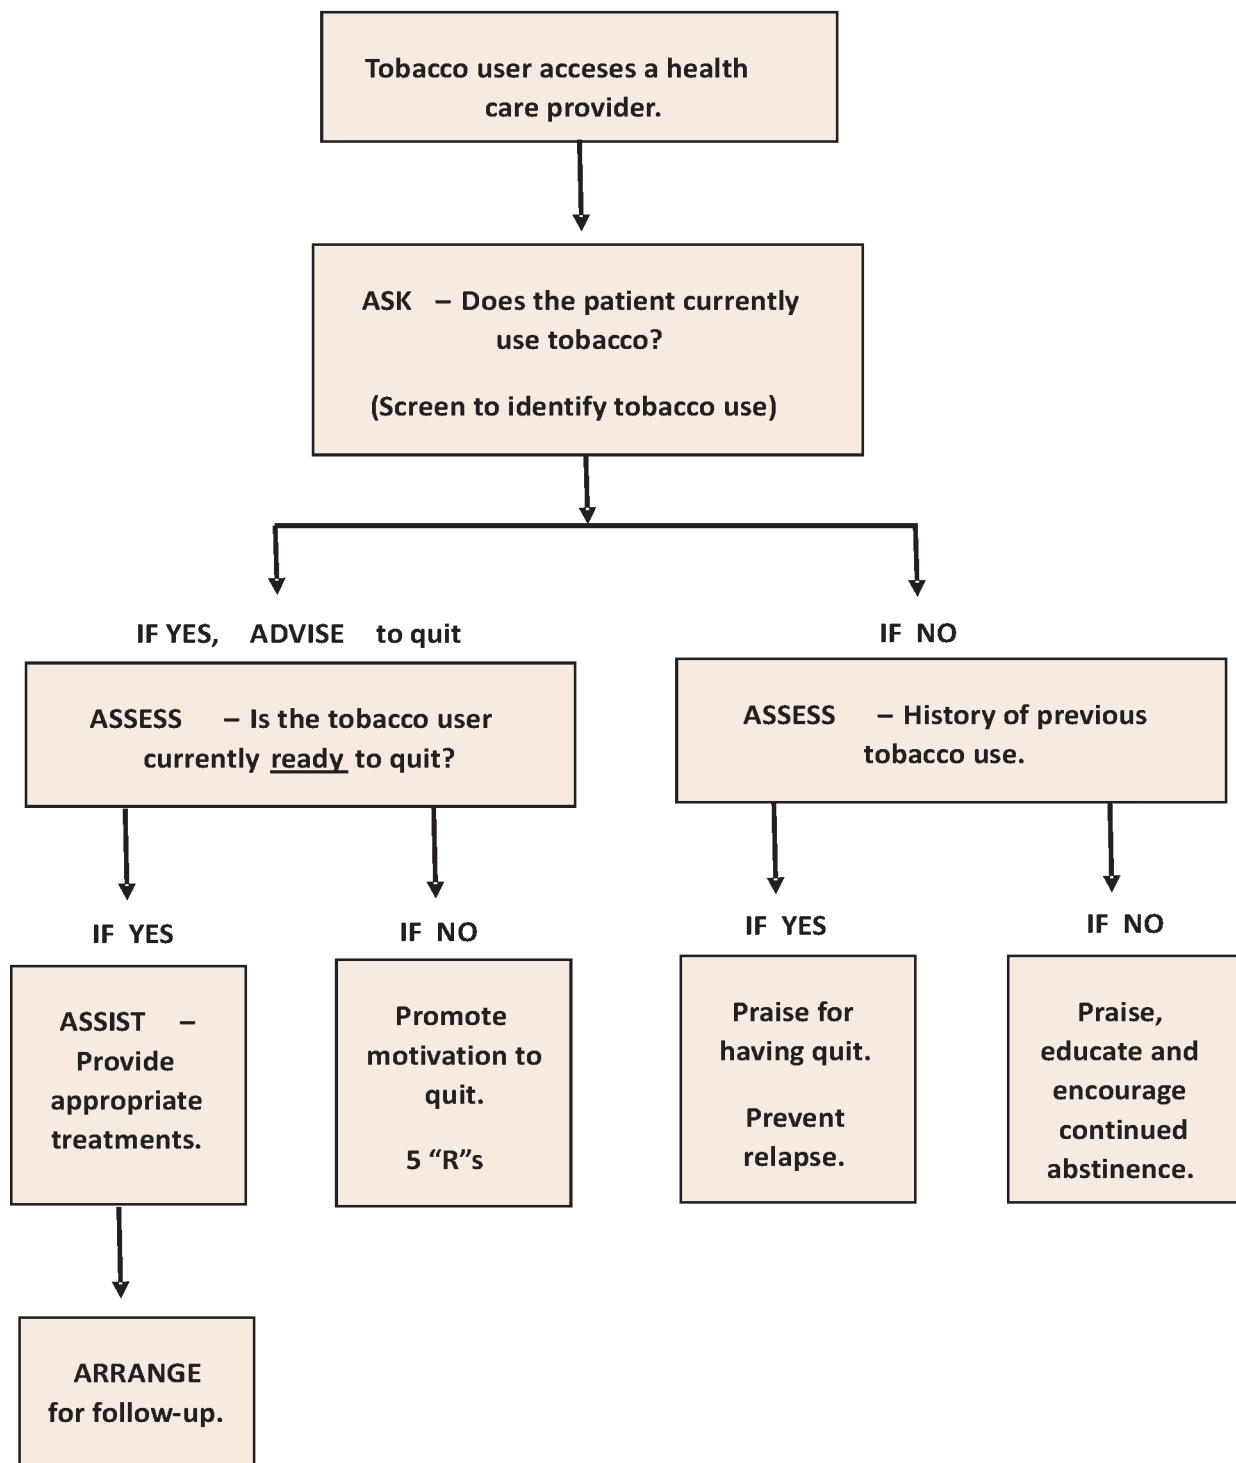 Tobacco user acceses a health
care provider.
ASK – Does the patient currently
use tobacco?
(Screen to identify tobacco use)
IF YES, ADVISE to quit
ASSESS – Is the tobacco user
currently ready to quit?
IF NO
ASSESS – History of previous
tobacco use.
IF YES
ASSIST –
Provide
appropriate
treatments.
IF NO
Promote
motivation to
quit.
5 “R”s
IF YES
Praise for
having quit.
Prevent
relapse.
IF NO
Praise,
educate and
encourage
continued
abstinence.
ARRANGE
for follow-up.